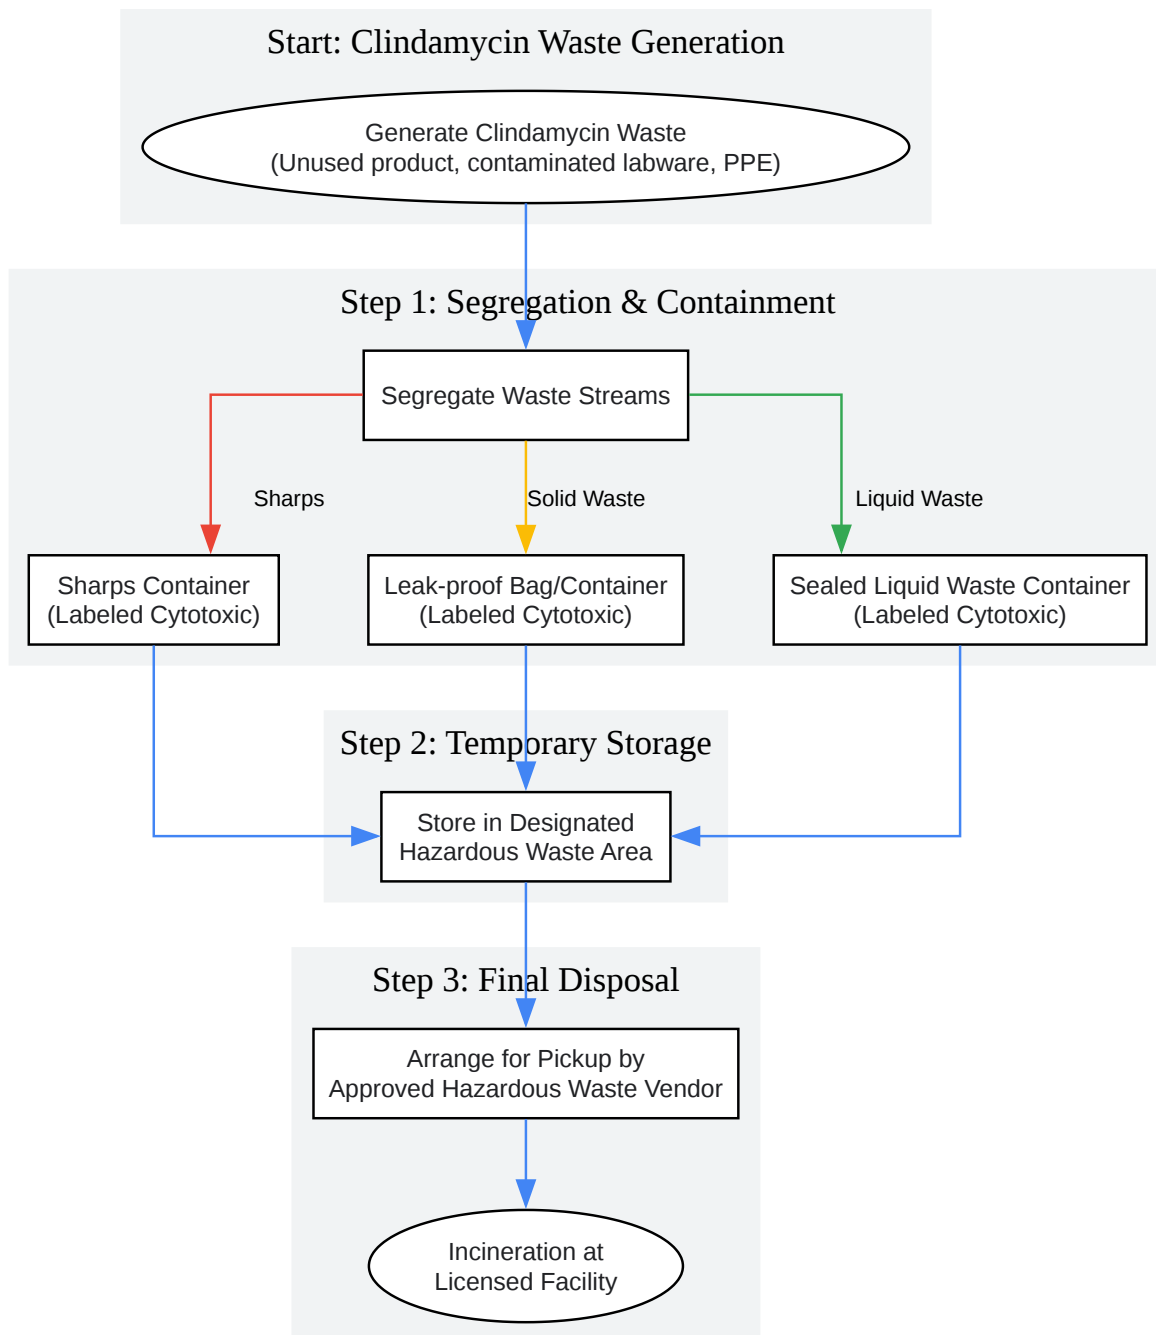 Start: Clindamycin Waste Generation
Generate Clindamycin Waste
(Unused product, contaminated labware, PPE)
Step 1: Segregation & Containment
Segregate Waste Streams
Sharps
Solid Waste
Liquid Waste
Sharps Container
(Labeled Cytotoxic)
Leak-proof Bag/Container
(Labeled Cytotoxic)
Sealed Liquid Waste Container
(Labeled Cytotoxic)
Step 2: Temporary Storage
Store in Designated
Hazardous Waste Area
Step 3: Final Disposal
Arrange for Pickup by
Approved Hazardous Waste Vendor
Incineration at
Licensed Facility